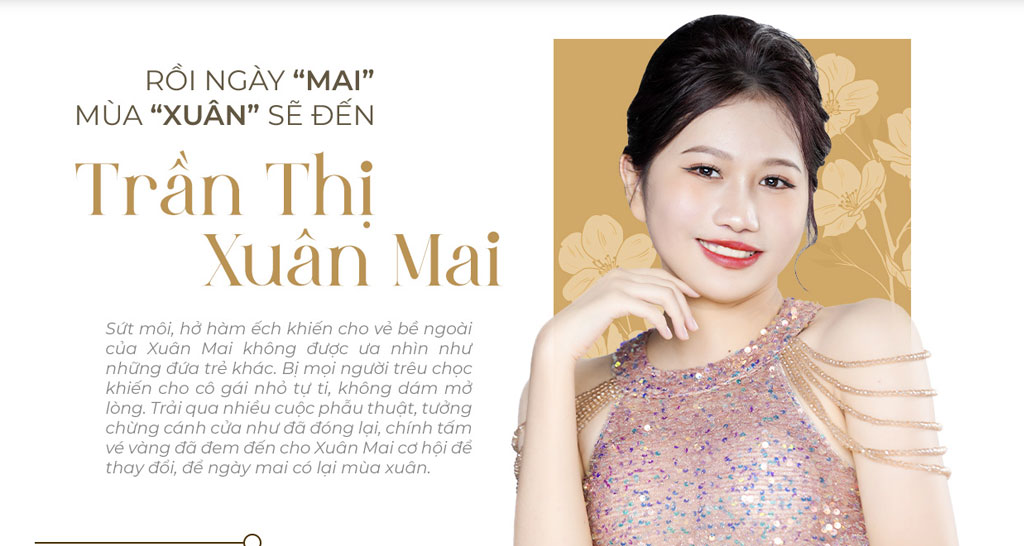 RỒI NGÀY “MAI”
MÙA “XUÂN” SẼ ĐẾN
Trần Thị
Xuân Mai
Sứt môi, hở hàm ếch khiến cho vẻ bề ngoài
của Xuân Mai không được ưa nhìn như
những đứa trẻ khác. Bị mọi người trêu chọc
khiến cho cô gái nhỏ tự ti, không dám mở
lòng. Trải qua nhiều cuộc phẫu thuật, tưởng
chừng cánh cửa như đã đóng lại, chính tấm
vé vàng đã đem đến cho Xuân Mai cơ hội để
thay đổi, để ngày mai có lại mùa xuân.